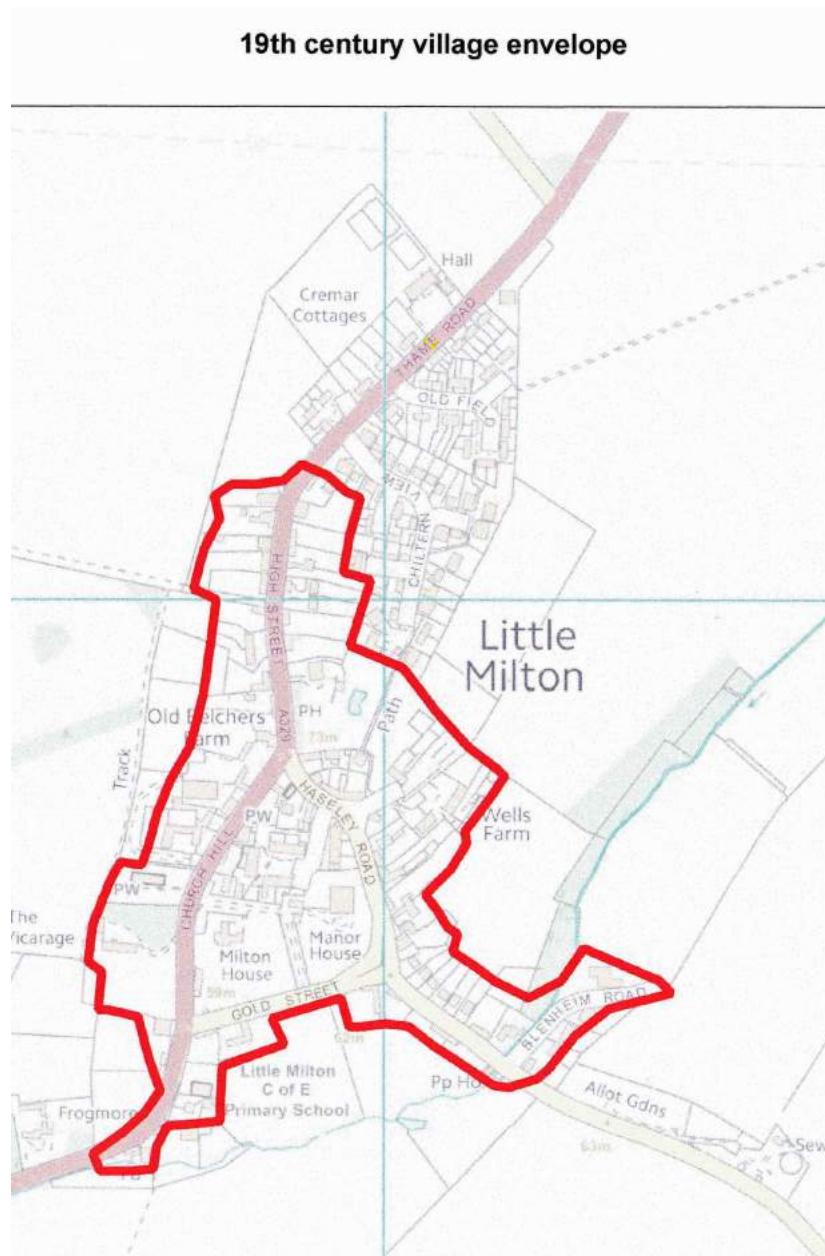 19th century village envelope
Hall
Cremar
Cottages
THAME ROAD
OLD FIELD
VIEW
CHILTERN
HIGH STREET
Little
Milton
Old Belchers
Farm
PH
A329
73m
Path
Track
HASELEY ROAD
Wells
Farm
PW
CHURCH HILL
PW
The
Vicarage
Milton
House
Manor
House
59m
GOLD STREET
BLENHEIM ROAD
62m
Little Milton
C of E
Primary School
Pp Ho
Frogmore
Allot Gdns
63m
Sew